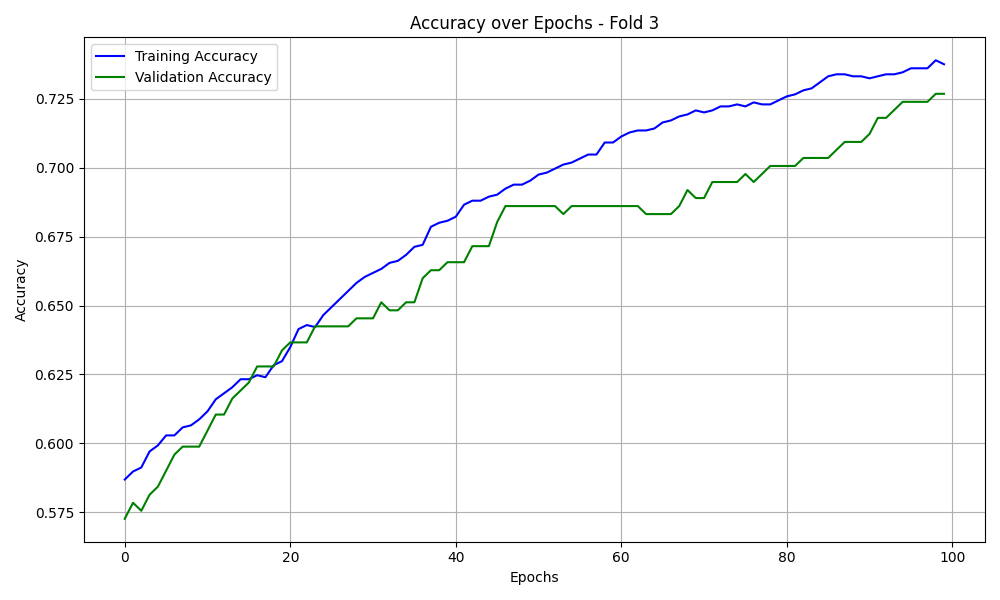 Accuracy over Epochs - Fold 3
Training Accuracy
Validation Accuracy
0.725
0.700
0.675
0.650
0.625
0.600
0.575
Accuracy
0 20 40 60 80 100
Epochs